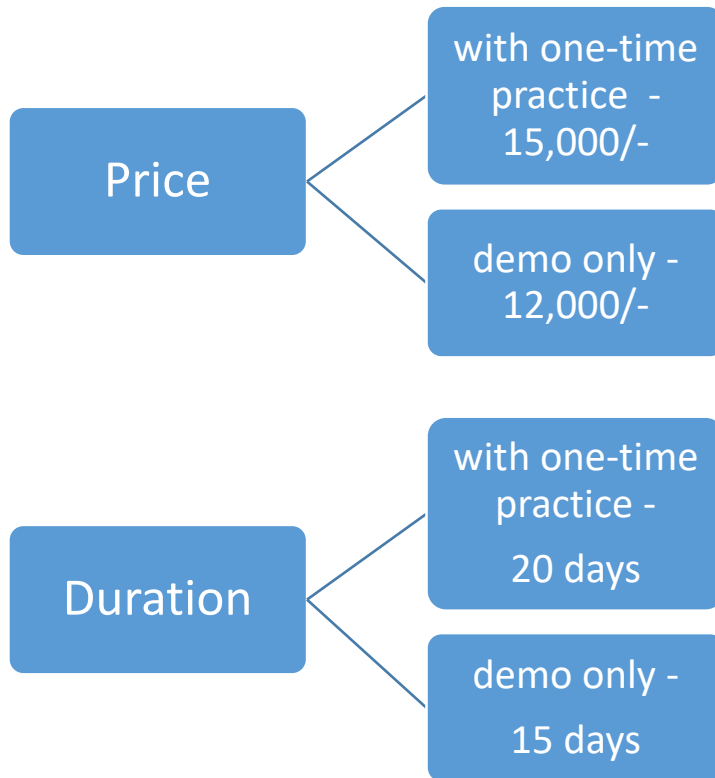 Price
with one-time
practice -
15,000/-
demo only -
12,000/-
Duration
with one-time
practice -
20 days
demo only -
15 days